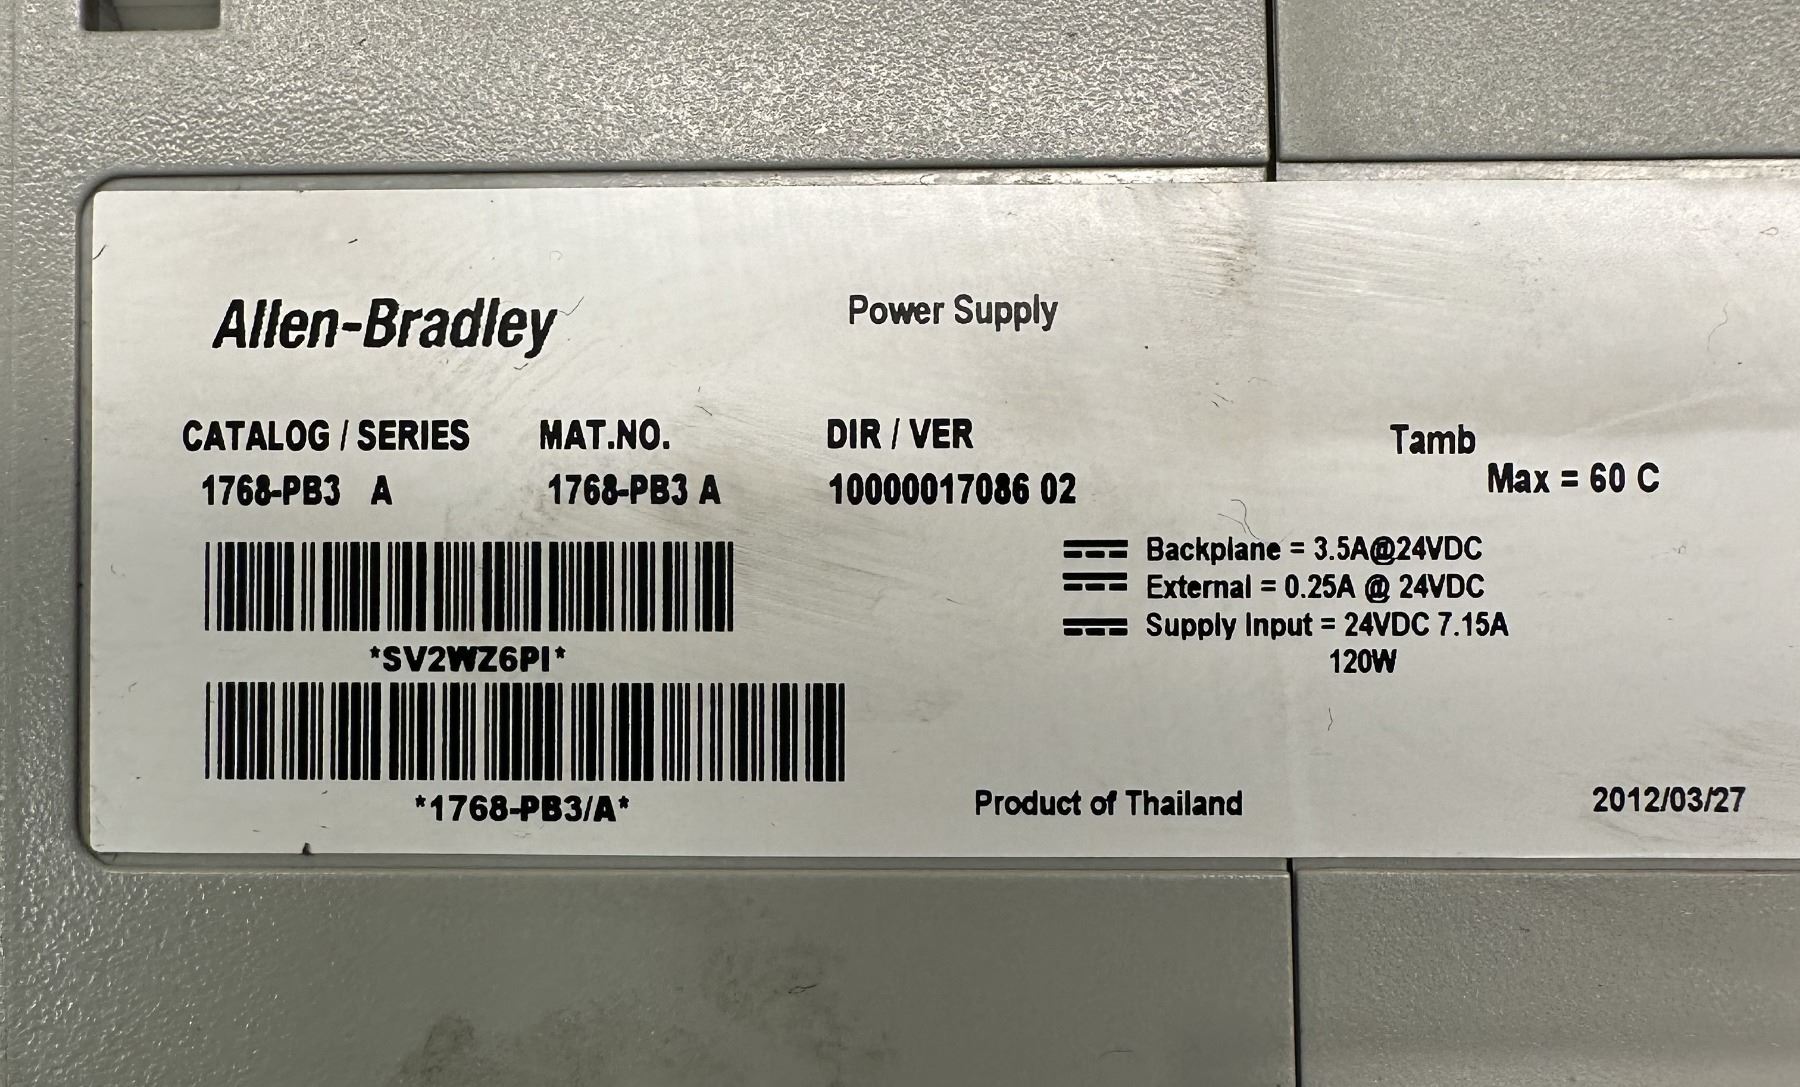 Allen-Bradley
Power Supply
CATALOG / SERIES MAT.NO. DIR / VER
1768-PB3 A 1768-PB3 A 10000017086 02
Tamb
Max = 60 C
Backplane = 3.5A@24VDC
External = 0.25A @ 24VDC
Supply Input = 24VDC 7.15A
120W
*SV2WZ6PI*
*1768-PB3/A*
Product of Thailand
2012/03/27